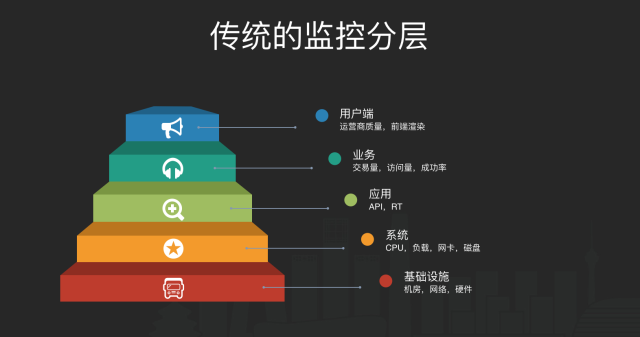 传统的监控分层
用户端
运营商质量，前端渲染
业务
交易量，访问量，成功率
应用
API，RT
系统
CPU，负载，网卡，磁盘
基础设施
机房，网络，硬件